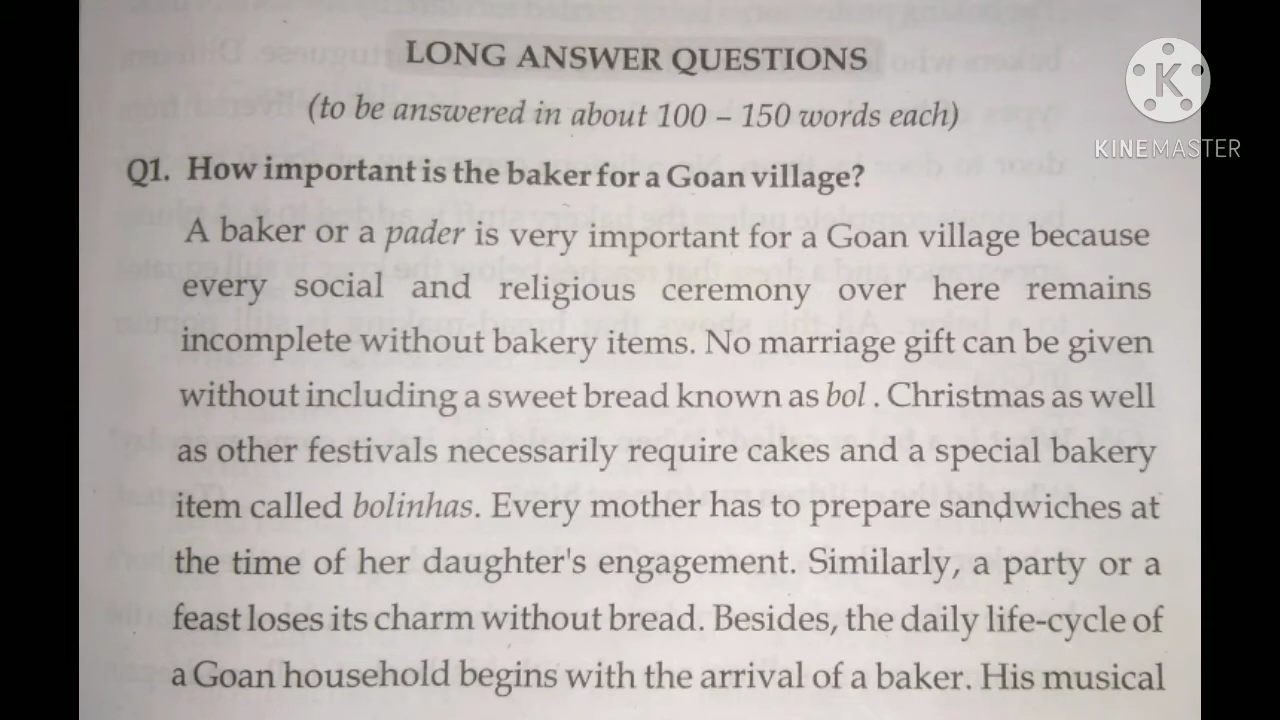 LONG ANSWER QUESTIONS
(to be answered in about 100 – 150 words each)
Q1. How important is the baker for a Goan village?
A baker or a pader is very important for a Goan village because
every social and religious ceremony over here remains
incomplete without bakery items. No marriage gift can be given
without including a sweet bread known as bol . Christmas as well
as other festivals necessarily require cakes and a special bakery
item called bolinhas. Every mother has to prepare sandwiches at
the time of her daughter's engagement. Similarly, a party or a
feast loses its charm without bread. Besides, the daily life-cycle of
a Goan household begins with the arrival of a baker. His musical
K
KINEMASTER